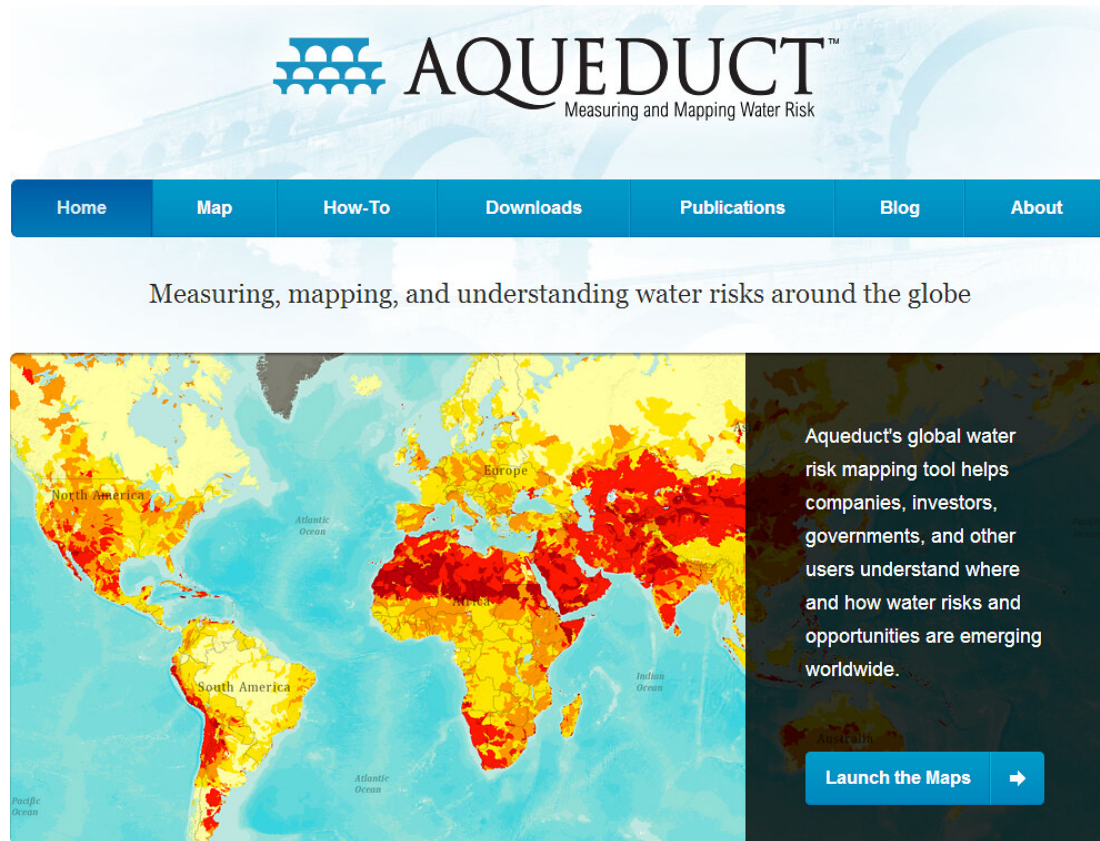 AQUEDUCT™
Measuring and Mapping Water Risk
Home
Map
How-To
Downloads
Publications
Blog
About
Measuring, mapping, and understanding water risks around the globe
North America
Atlantic
Ocean
Europe
Africa
South America
Indian
Ocean
Atlantic
Ocean
Pacific
Ocean
Australia
Aqueduct's global water
risk mapping tool helps
companies, investors,
governments, and other
users understand where
and how water risks and
opportunities are emerging
worldwide.
Launch the Maps